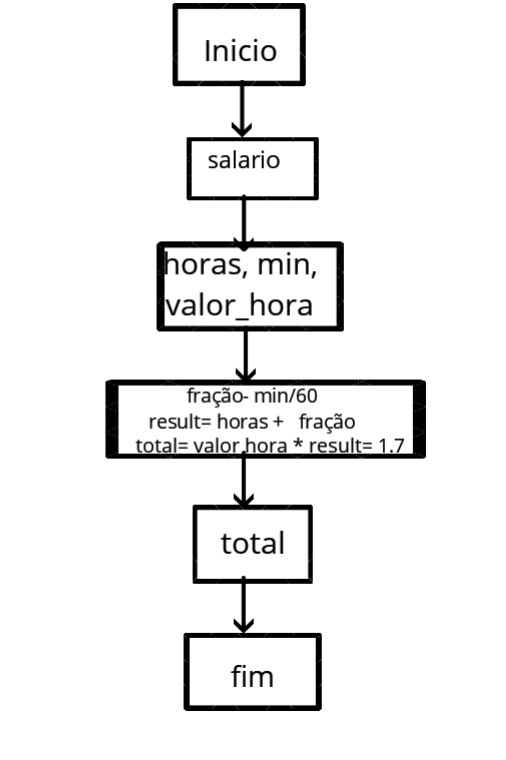 Inicio
salario
horas, min,
valor_hora
fração- min/60
result= horas + fração
total= valor hora * result= 1.7
total
fim